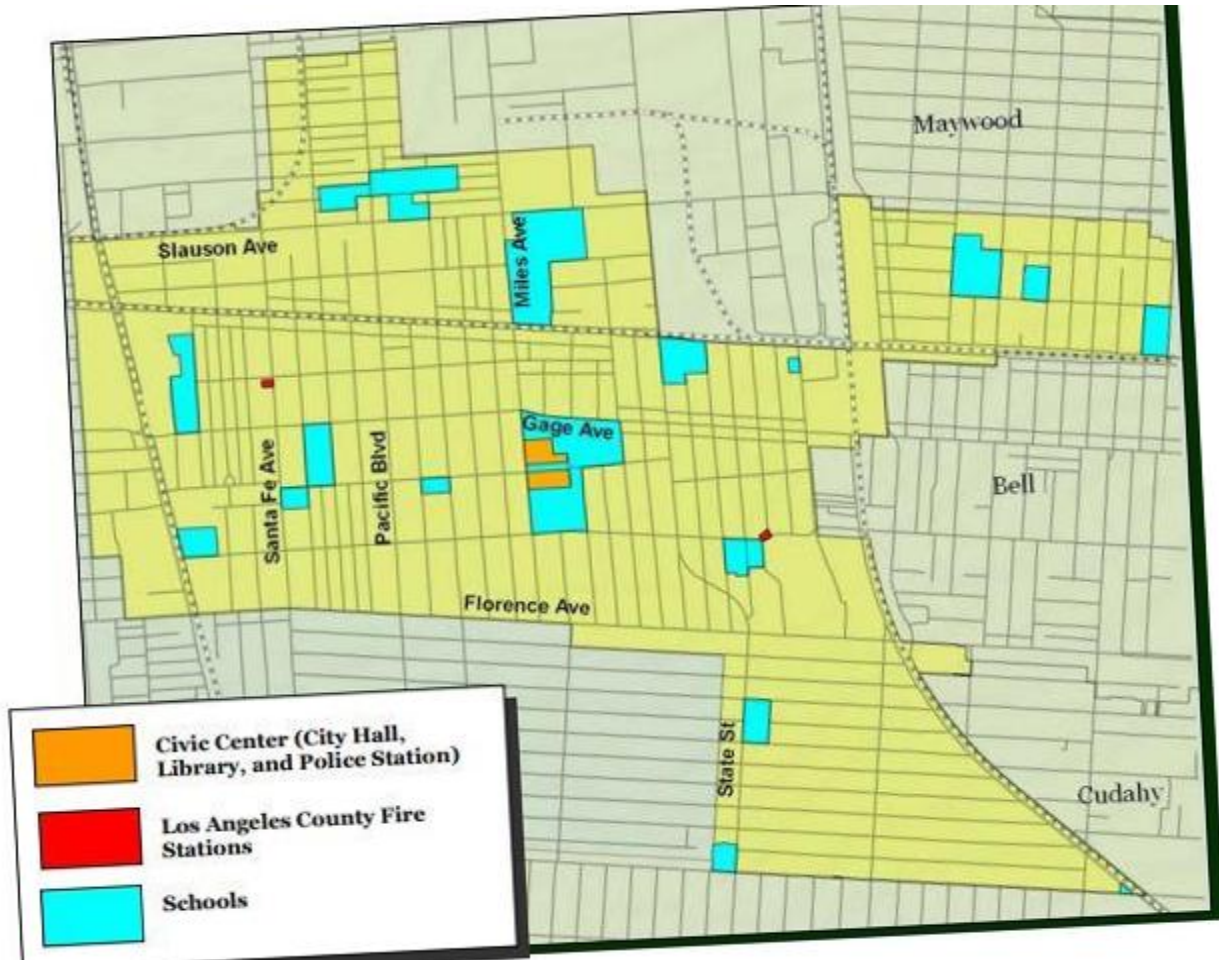 Maywood
Slauson Ave
Miles Ave
Gage Ave
Santa Fe Ave
Pacific Blvd
Bell
Florence Ave
State St
Cudahy
Civic Center (City Hall,
Library, and Police Station)
Los Angeles County Fire
Stations
Schools